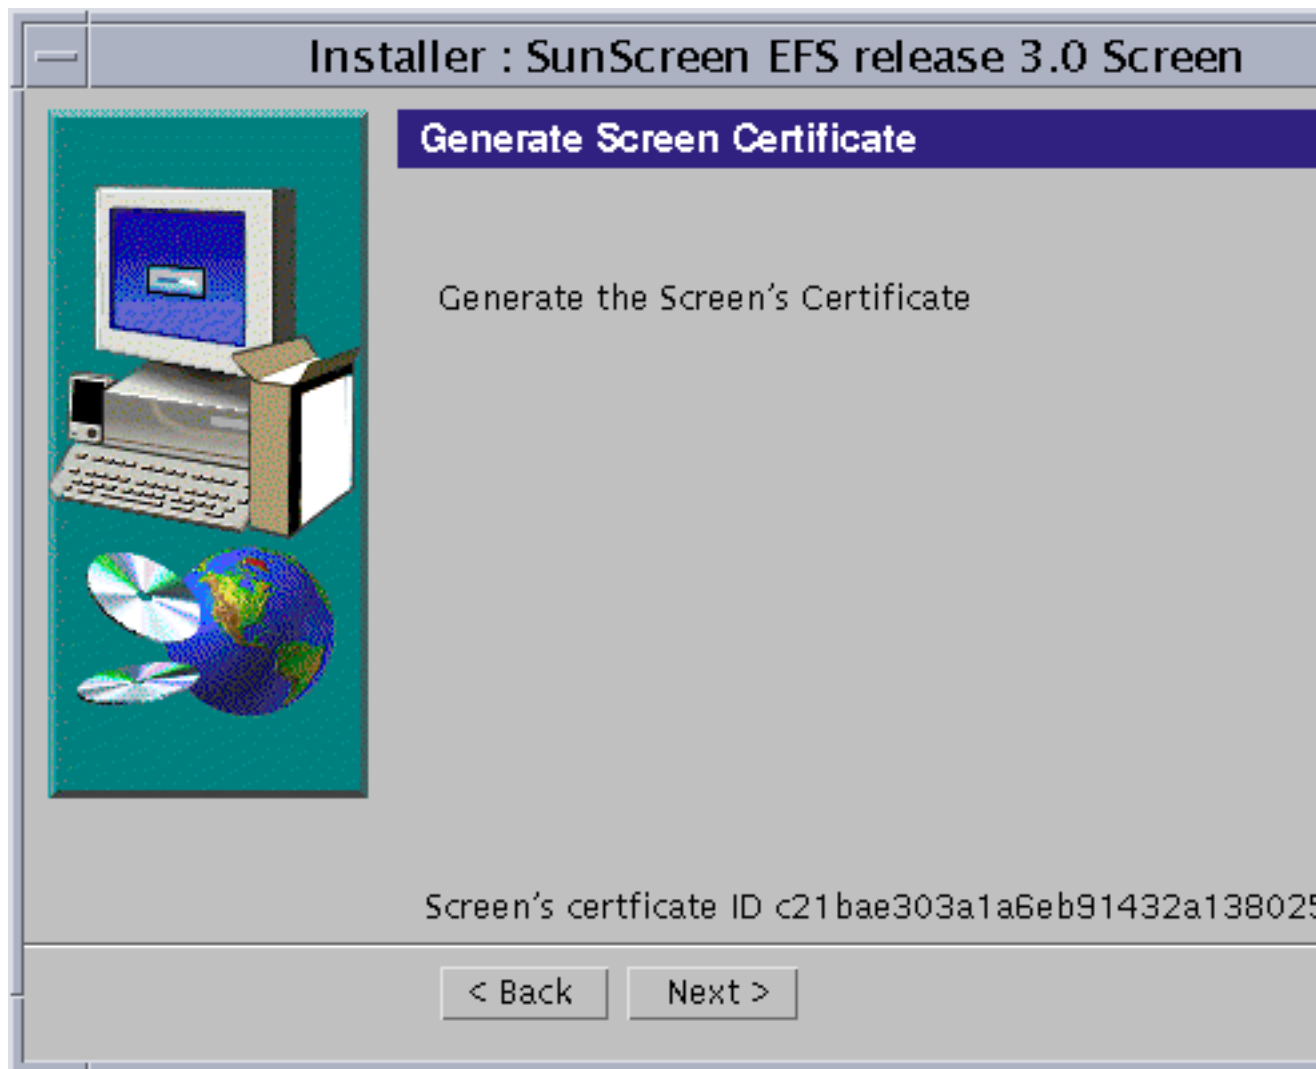 Installer : SunScreen EFS release 3.0 Screen
Generate Screen Certificate
Generate the Screen's Certificate
Screen's certficate ID c21bae303a1a6eb91432a138025
< Back
Next >